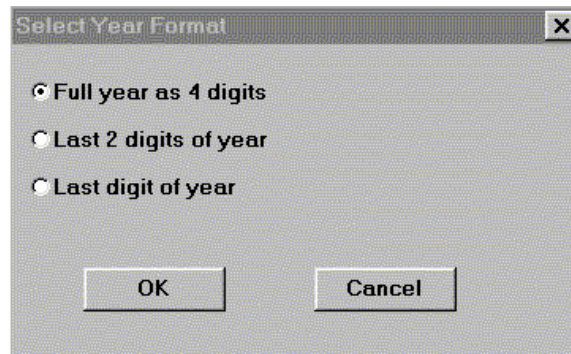 Select Year Format
Full year as 4 digits
Last 2 digits of year
Last digit of year
OK
Cancel